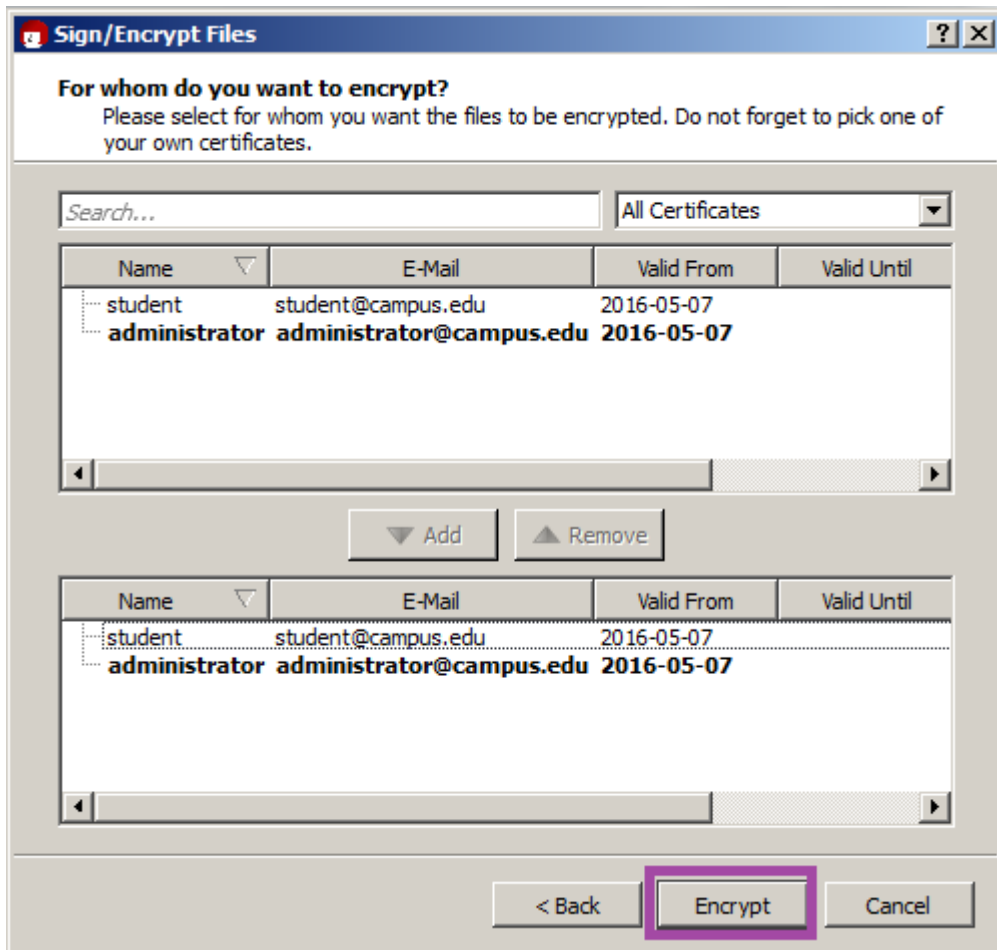 Sign/Encrypt Files
For whom do you want to encrypt?
Please select for whom you want the files to be encrypted. Do not forget to pick one of
your own certificates.
Search... All Certificates
Name E-Mail Valid From Valid Until
student student@campus.edu 2016-05-07
administrator administrator@campus.edu 2016-05-07
Add Remove
Name E-Mail Valid From Valid Until
student student@campus.edu 2016-05-07
administrator administrator@campus.edu 2016-05-07
< Back Encrypt Cancel